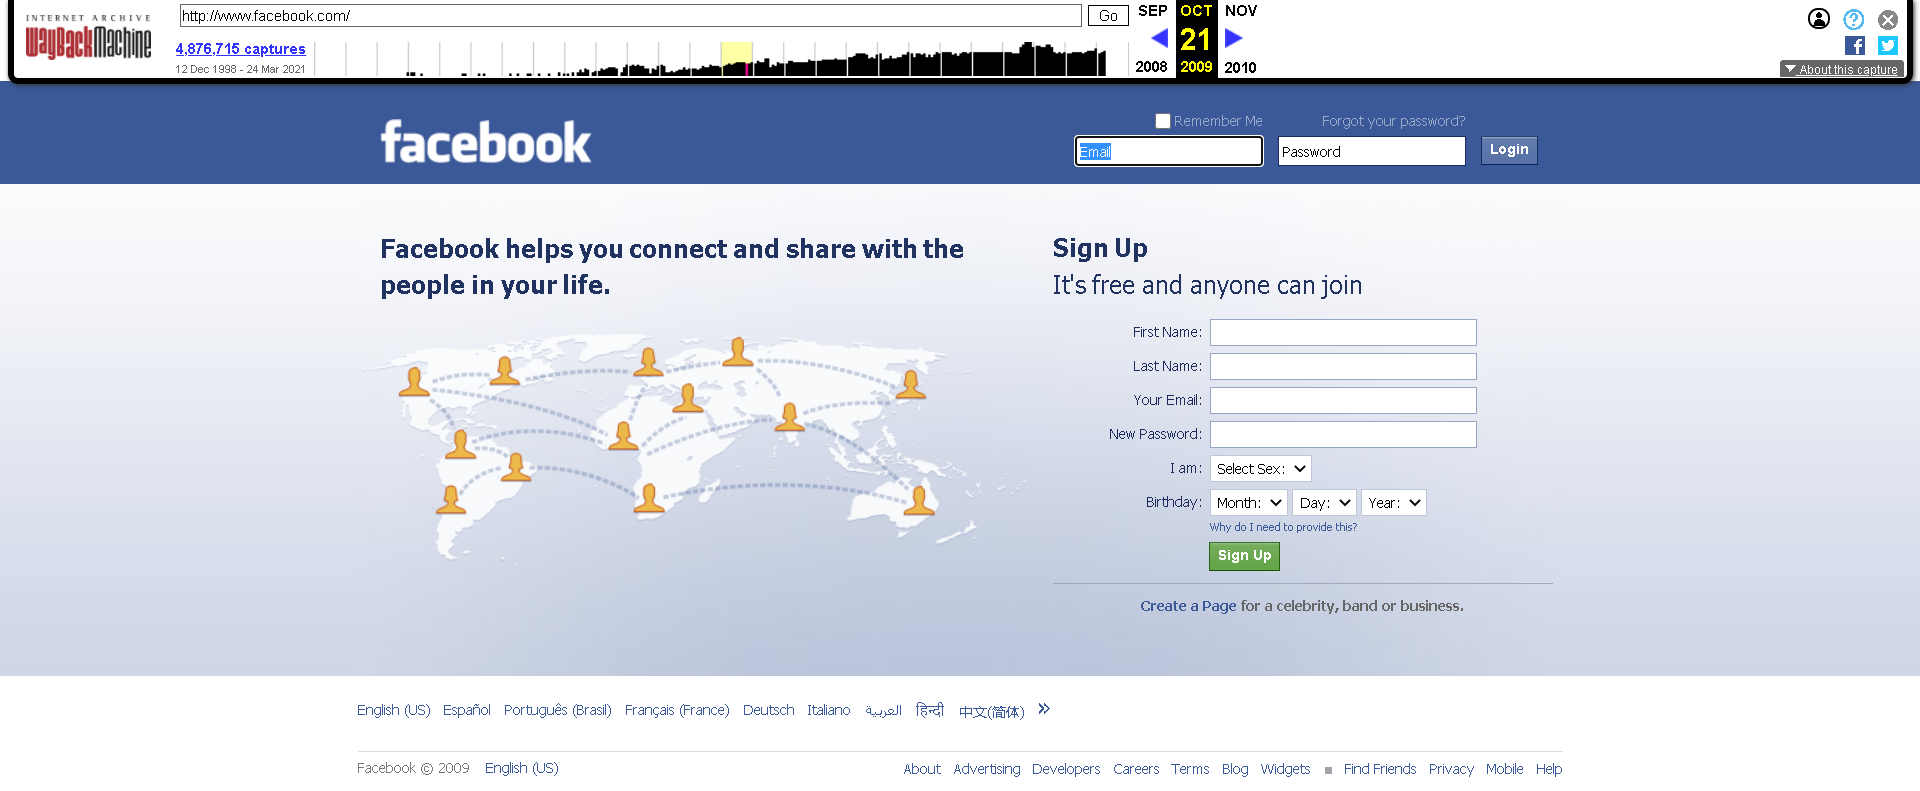 INTERNET ARCHIVE
WayBackMachine
http://www.facebook.com/
Go
4,876,715 captures
12 Dec 1998 - 24 Mar 2021
SEP OCT NOV
21
2008 2009 2010
?
f
About this capture
facebook
Remember Me
Forgot your password?
Email
Password
Login
Facebook helps you connect and share with the
people in your life.
Sign Up
It's free and anyone can join
First Name:
Last Name:
Your Email:
New Password:
I am: Select Sex:
Birthday: Month: Day: Year:
Why do I need to provide this?
Sign Up
Create a Page for a celebrity, band or business.
English (US) Español Português (Brasil) Français (France) Deutsch Italiano العربية हिन्दी 中文(简体) »
Facebook © 2009 English (US)
About Advertising Developers Careers Terms Blog Widgets ▪ Find Friends Privacy Mobile Help